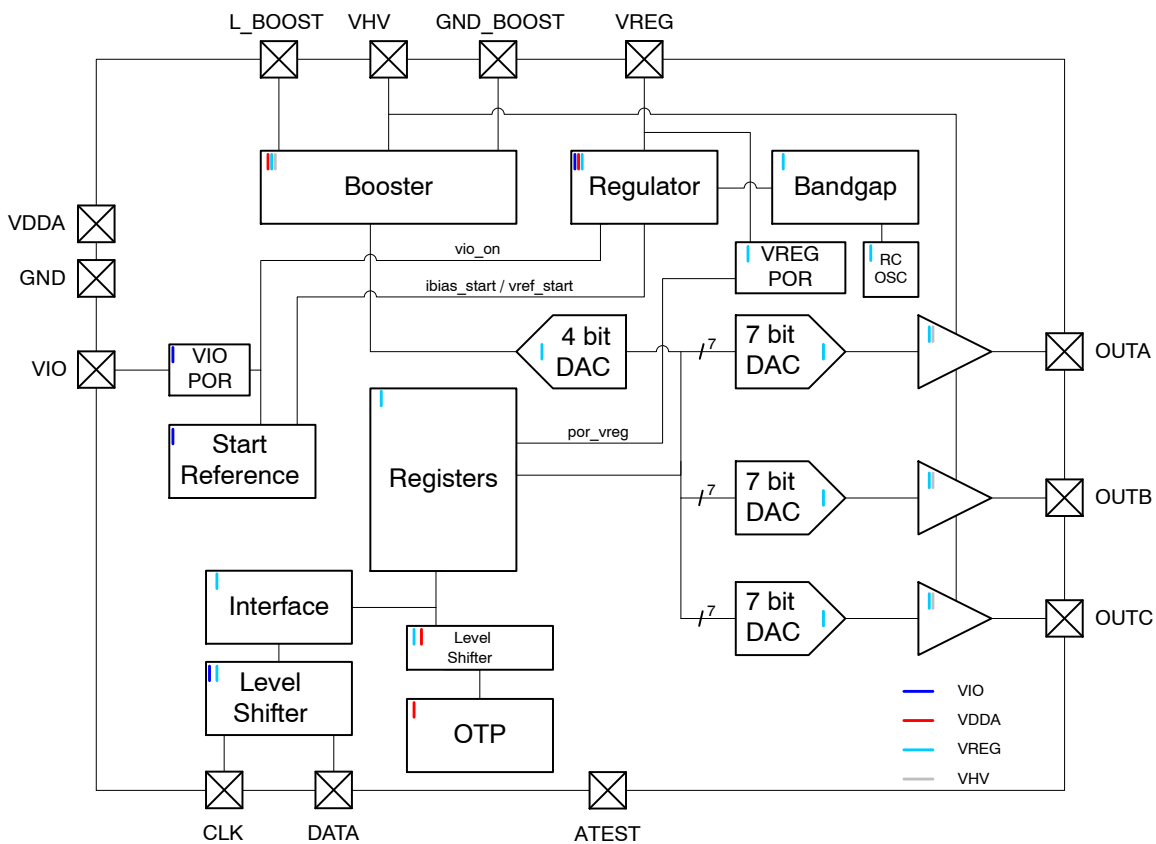 L_BOOST
VHV
GND_BOOST
VREG
Booster
Regulator
Bandgap
VDDA
GND
VIO
vio_on
VREG
POR
RC
OSC
ibias_start / vref_start
VIO
POR
4 bit
DAC
7
7 bit
DAC
OUTA
Start
Reference
Registers
por_vreg
7
7 bit
DAC
OUTB
Interface
Level
Shifter
7
7 bit
DAC
OUTC
Level
Shifter
OTP
VIO
VDDA
VREG
VHV
CLK
DATA
ATEST